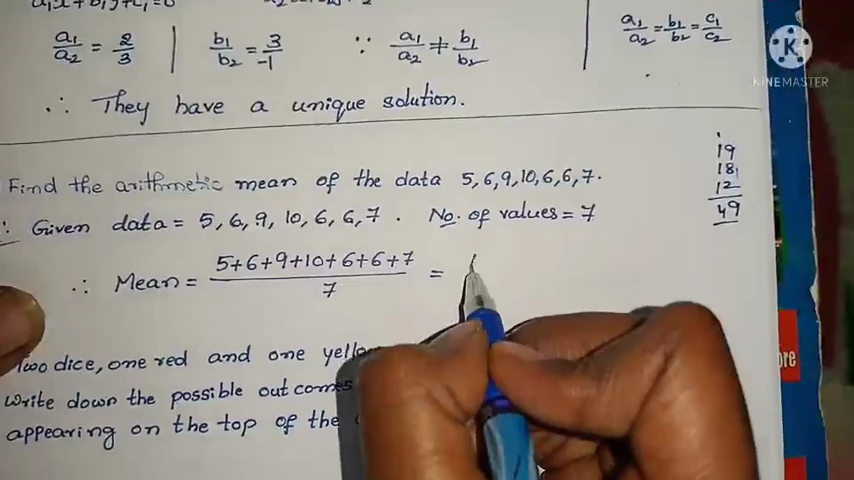 a₁/a₂ = 2/3 | b₁/b₂ = 3/-1 ∵ a₁/a₂ ≠ b₁/b₂
a₁/a₂ = b₁/b₂ = c₁/c₂
KINEMASTER
∴ They have a unique solution.
Find the arithmetic mean of the data 5,6,9,10,6,6,7.
Given data = 5, 6, 9, 10, 6, 6, 7 . No. of values = 7
19
18
12
49
∴ Mean = 5+6+9+10+6+6+7 / 7 =
Two dice, one red and one yellow
Write down the possible outcomes
appearing on the top of the